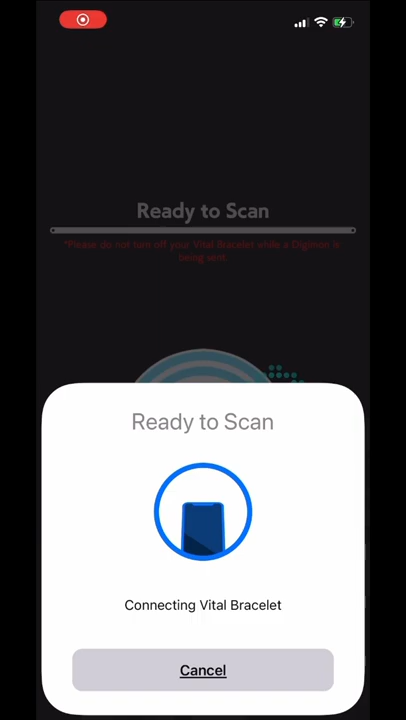 Ready to Scan
*Please do not turn off your Vital Bracelet while a Digimon is
being sent.
Ready to Scan
Connecting Vital Bracelet
Cancel